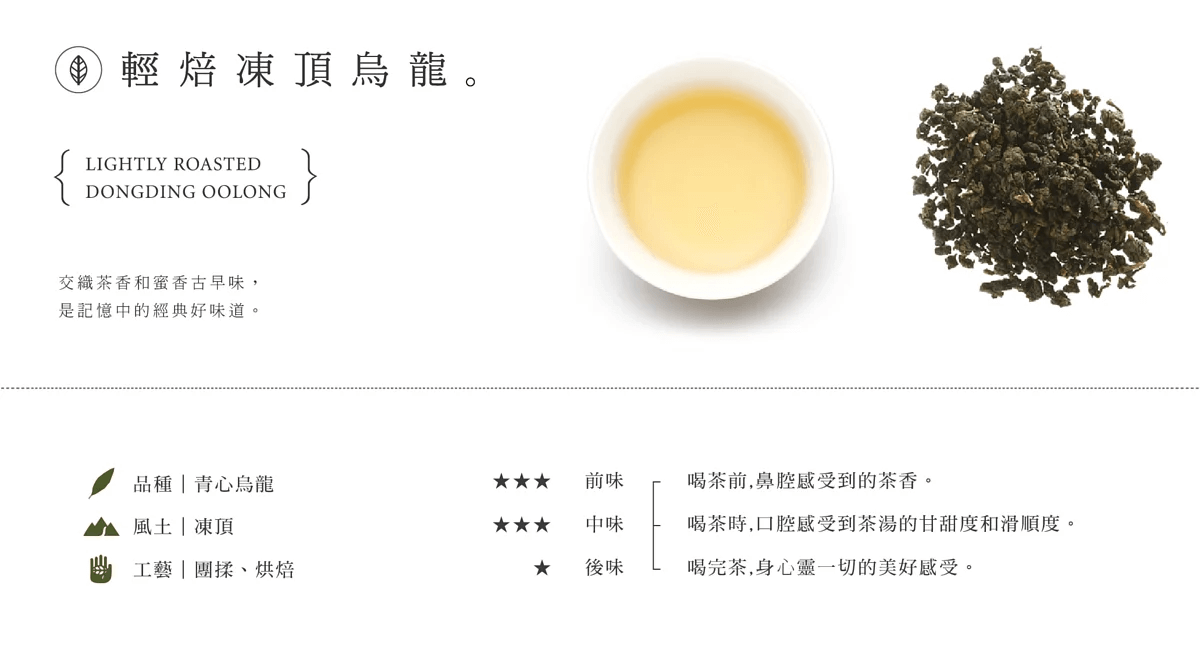 輕焙凍頂烏龍。
LIGHTLY ROASTED
DONGDING OOLONG
交織茶香和蜜香古早味，
是記憶中的經典好味道。
品種｜青心烏龍
風土｜凍頂
工藝｜團揉、烘焙
★★★ 前味 喝茶前,鼻腔感受到的茶香。
★★★ 中味 喝茶時,口腔感受到茶湯的甘甜度和滑順度。
★ 後味 喝完茶,身心靈一切的美好感受。